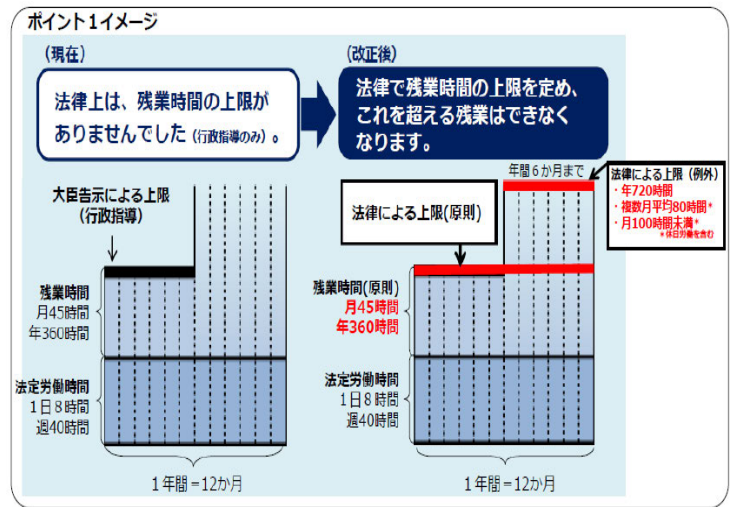 ポイント1イメージ
(現在)
法律上は、残業時間の上限が
ありませんでした(行政指導のみ)。
(改正後)
法律で残業時間の上限を定め、
これを超える残業はできなく
なります。
大臣告示による上限
(行政指導)
残業時間
月45時間
年360時間
法定労働時間
1日8時間
週40時間
1年間=12か月
法律による上限(原則)
年間6か月まで
法律による上限(例外)
・年720時間
・複数月平均80時間*
・月100時間未満*
*休日労働を含む
残業時間(原則)
月45時間
年360時間
法定労働時間
1日8時間
週40時間
1年間=12か月